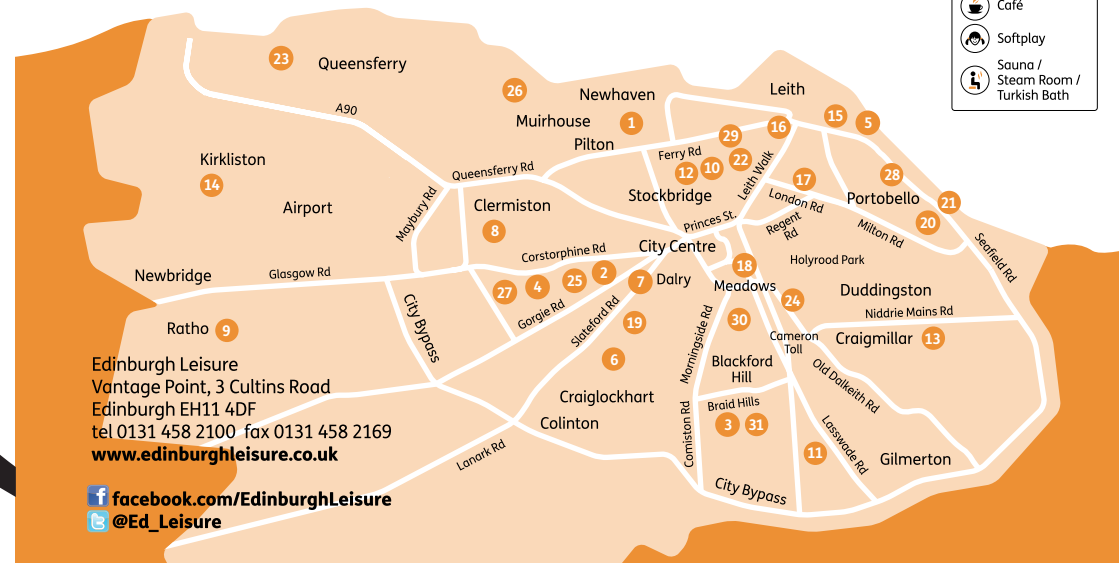 Café
Softplay
Sauna /
Steam Room /
Turkish Bath
23
Queensferry
26
Newhaven
Leith
Muirhouse
1
15
5
A90
Pilton
29
16
Kirkliston
14
Queensferry Rd
Ferry Rd
12
10
22
Leith Walk
17
28
Airport
Maybury Rd
Clermiston
8
Stockbridge
London Rd
Portobello
21
20
Princes St.
Regent
Rd
Milton Rd
Seafield Rd
City Centre
Corstorphine Rd
Holyrood Park
Newbridge
Glasgow Rd
27
4
25
2
7
Dalry
18
Meadows
24
Duddingston
City Bypass
Gorgie Rd
Slateford Rd
19
Morningside Rd
30
Niddrie Mains Rd
Cameron
Toll
Craigmillar
13
Ratho
9
6
Blackford
Hill
Old Dalkeith Rd
Edinburgh Leisure
Vantage Point, 3 Cultins Road
Edinburgh EH11 4DF
tel 0131 458 2100 fax 0131 458 2169
www.edinburghleisure.co.uk
Craiglockhart
Colinton
Lanark Rd
Comiston Rd
Braid Hills
3
31
11
Lasswade Rd
Gilmerton
City Bypass
facebook.com/EdinburghLeisure
@Ed_Leisure